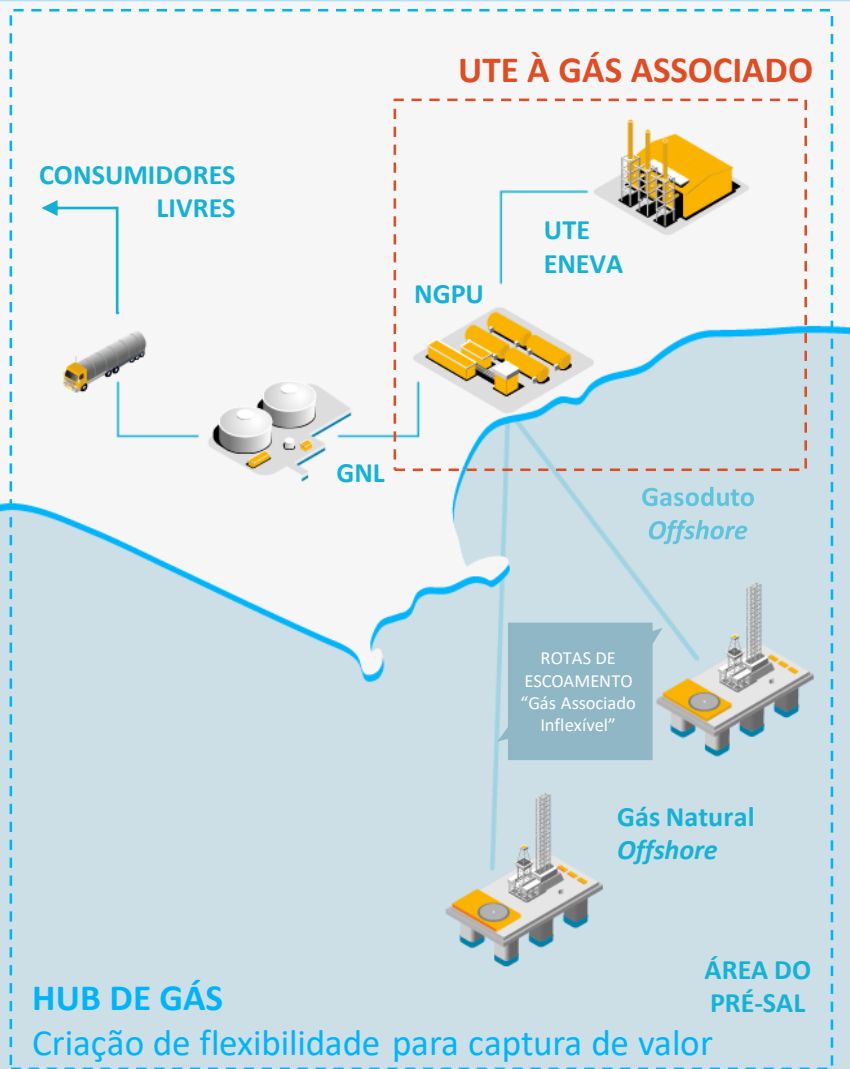 UTE À GÁS ASSOCIADO
CONSUMIDORES
LIVRES
UTE
ENEVA
NGPU
GNL
Gasoduto
Offshore
ROTAS DE
ESCOAMENTO
“Gás Associado
Inflexível”
Gás Natural
Offshore
ÁREA DO
PRÉ-SAL
HUB DE GÁS
Criação de flexibilidade para captura de valor